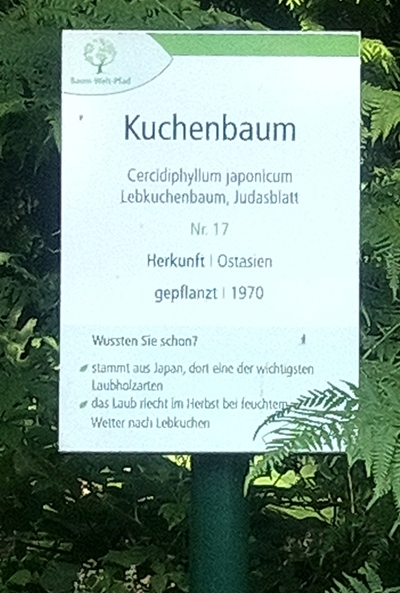 Baum-Welt-Pfad
Kuchenbaum
Cercidiphyllum japonicum
Lebkuchenbaum, Judasblatt
Nr. 17
Herkunft | Ostasien
gepflanzt | 1970
Wussten Sie schon?
stammt aus Japan, dort eine der wichtigsten
Laubholzarten
das Laub riecht im Herbst bei feuchtem
Wetter nach Lebkuchen